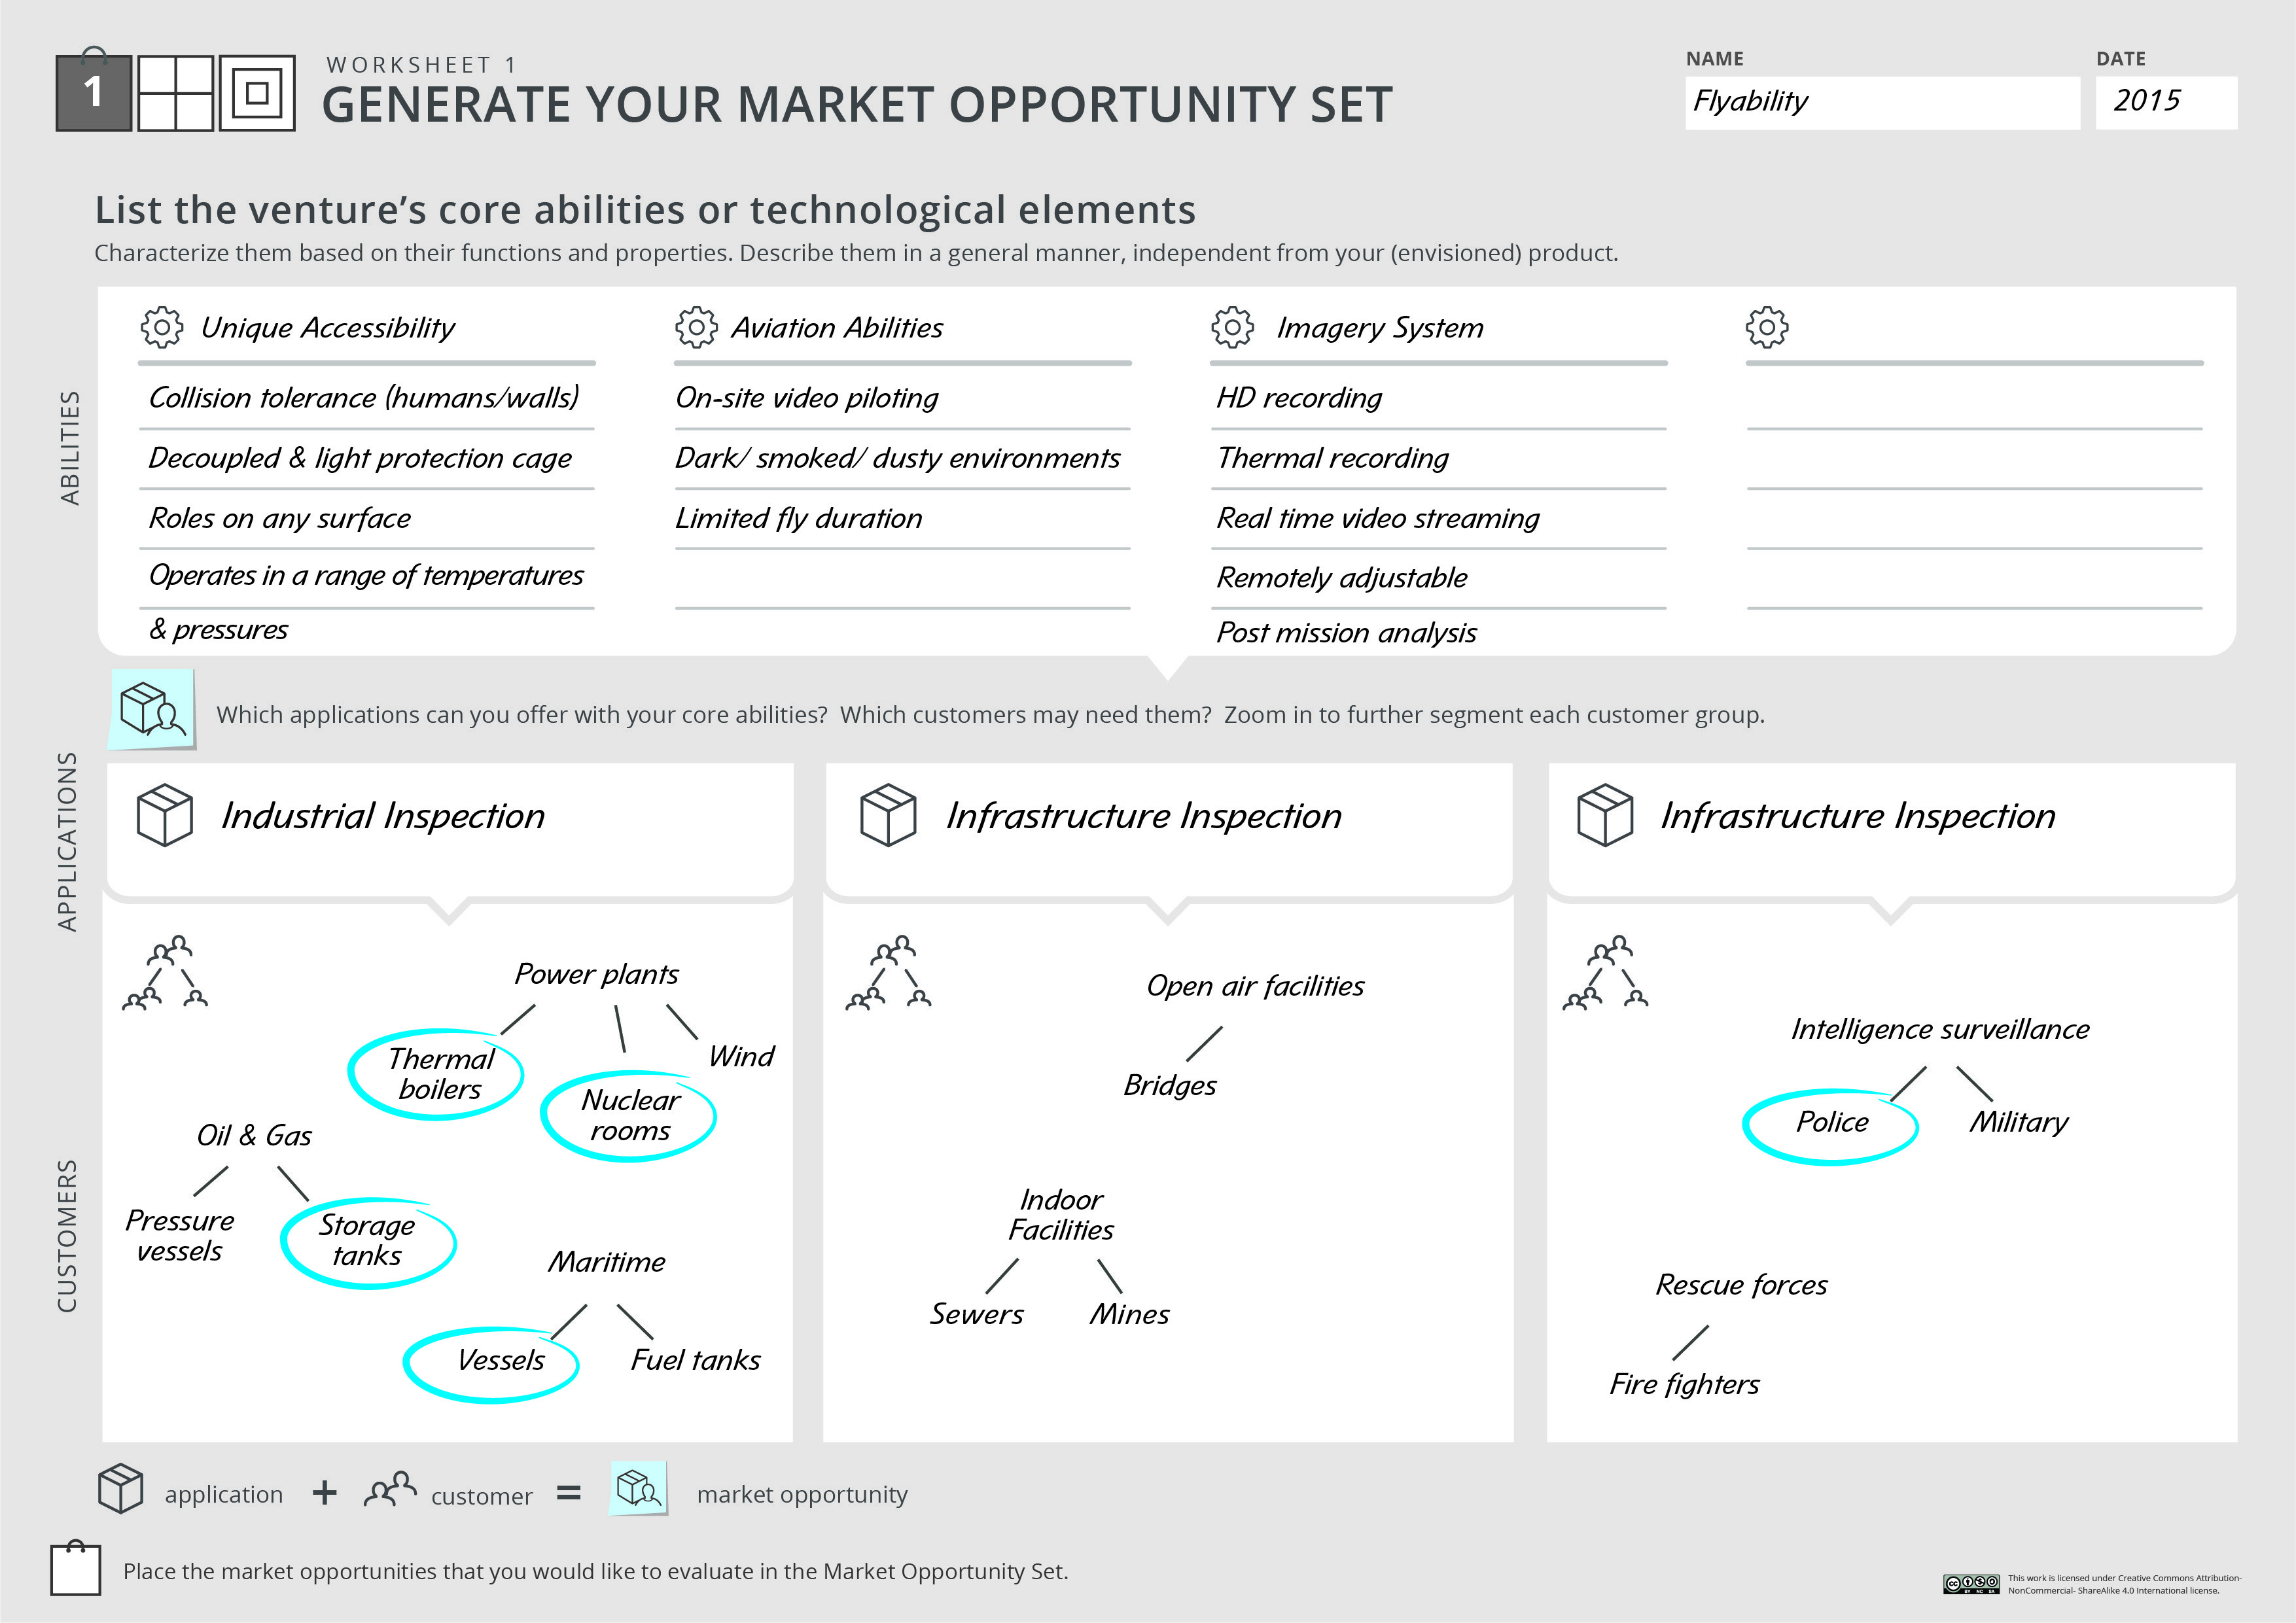 1
WORKSHEET 1
GENERATE YOUR MARKET OPPORTUNITY SET
NAME
Flyability
DATE
2015
List the venture's core abilities or technological elements
Characterize them based on their functions and properties. Describe them in a general manner, independent from your (envisioned) product.
ABILITIES
Unique Accessibility
Collision tolerance (humans/walls)
Decoupled & light protection cage
Roles on any surface
Operates in a range of temperatures
& pressures
Aviation Abilities
On-site video piloting
Dark/ smoked/ dusty environments
Limited fly duration
Imagery System
HD recording
Thermal recording
Real time video streaming
Remotely adjustable
Post mission analysis
Which applications can you offer with your core abilities? Which customers may need them? Zoom in to further segment each customer group.
APPLICATIONS
Industrial Inspection
Infrastructure Inspection
Infrastructure Inspection
CUSTOMERS
Power plants
Thermal
boilers
Nuclear
rooms
Wind
Oil & Gas
Pressure
vessels
Storage
tanks
Maritime
Vessels
Fuel tanks
Open air facilities
Bridges
Indoor
Facilities
Sewers
Mines
Intelligence surveillance
Police
Military
Rescue forces
Fire fighters
application + customer = market opportunity
Place the market opportunities that you would like to evaluate in the Market Opportunity Set.
cc BY NC SA
This work is licensed under Creative Commons Attribution-
NonCommercial- ShareAlike 4.0 International license.